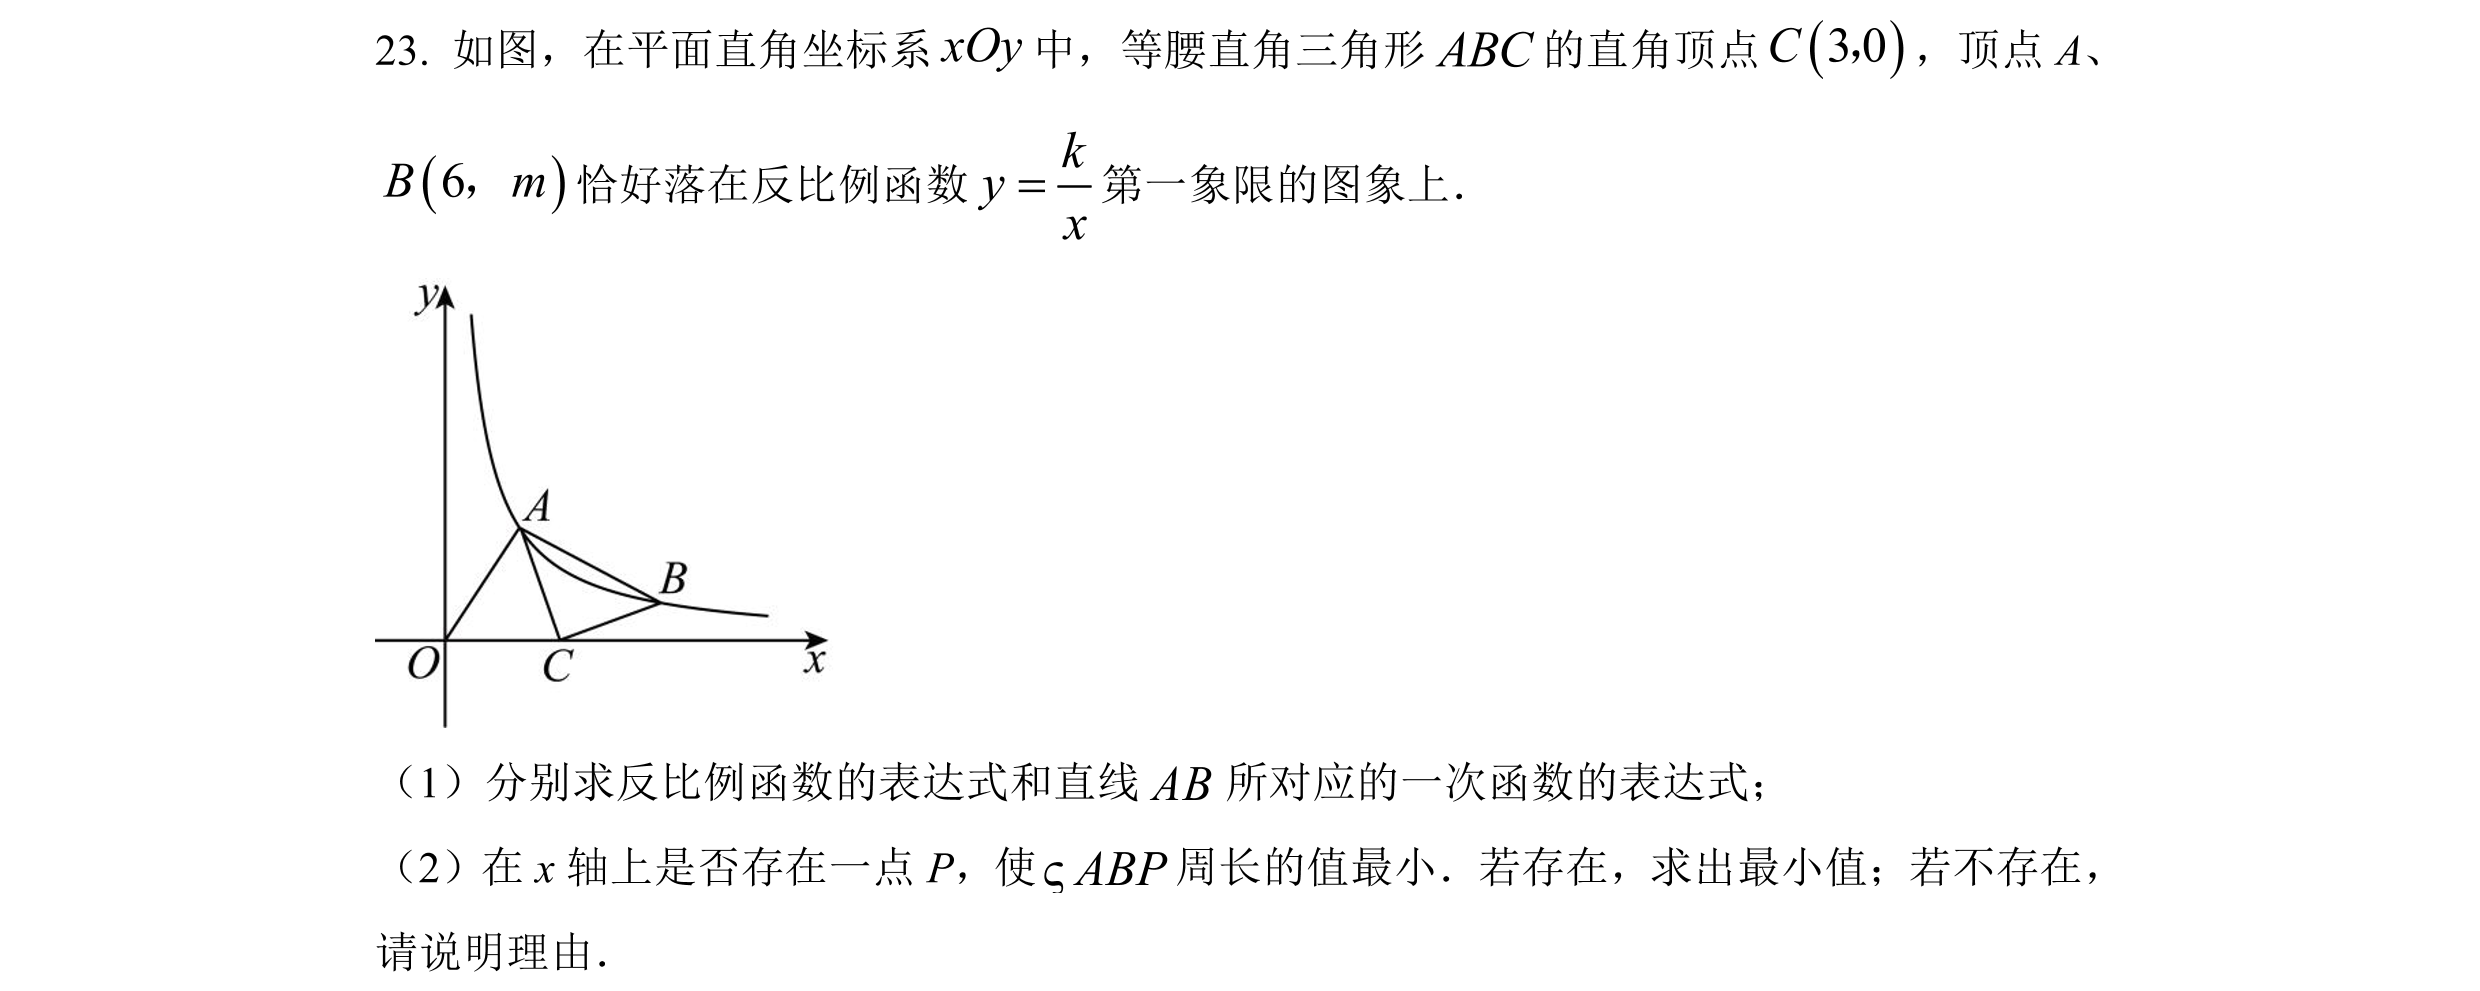 23. 如图，在平面直角坐标系 xOy 中，等腰直角三角形 ABC 的直角顶点 C(3,0)，顶点 A、
B(6，m) 恰好落在反比例函数 y = k/x 第一象限的图象上．
y
A
B
O
C
x
（1）分别求反比例函数的表达式和直线 AB 所对应的一次函数的表达式；
（2）在 x 轴上是否存在一点 P，使 ς ABP 周长的值最小．若存在，求出最小值；若不存在，
请说明理由．